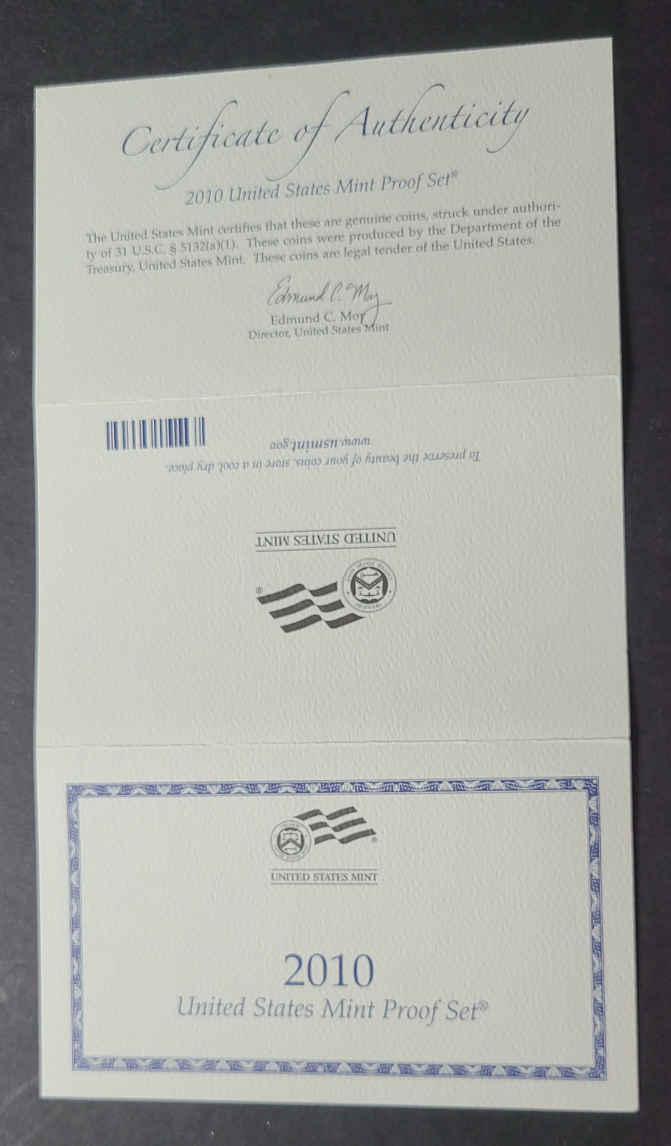 Certificate of Authenticity
2010 United States Mint Proof Set®
The United States Mint certifies that these are genuine coins, struck under authori-
ty of 31 U.S.C. § 5132(a)(1). These coins were produced by the Department of the
Treasury, United States Mint. These coins are legal tender of the United States.
Edmund C. Moy
Edmund C. Moy
Director, United States Mint
To preserve the beauty of your coins, store in a cool, dry place.
www.usmint.gov
®
UNITED STATES MINT
®
UNITED STATES MINT
2010
United States Mint Proof Set®